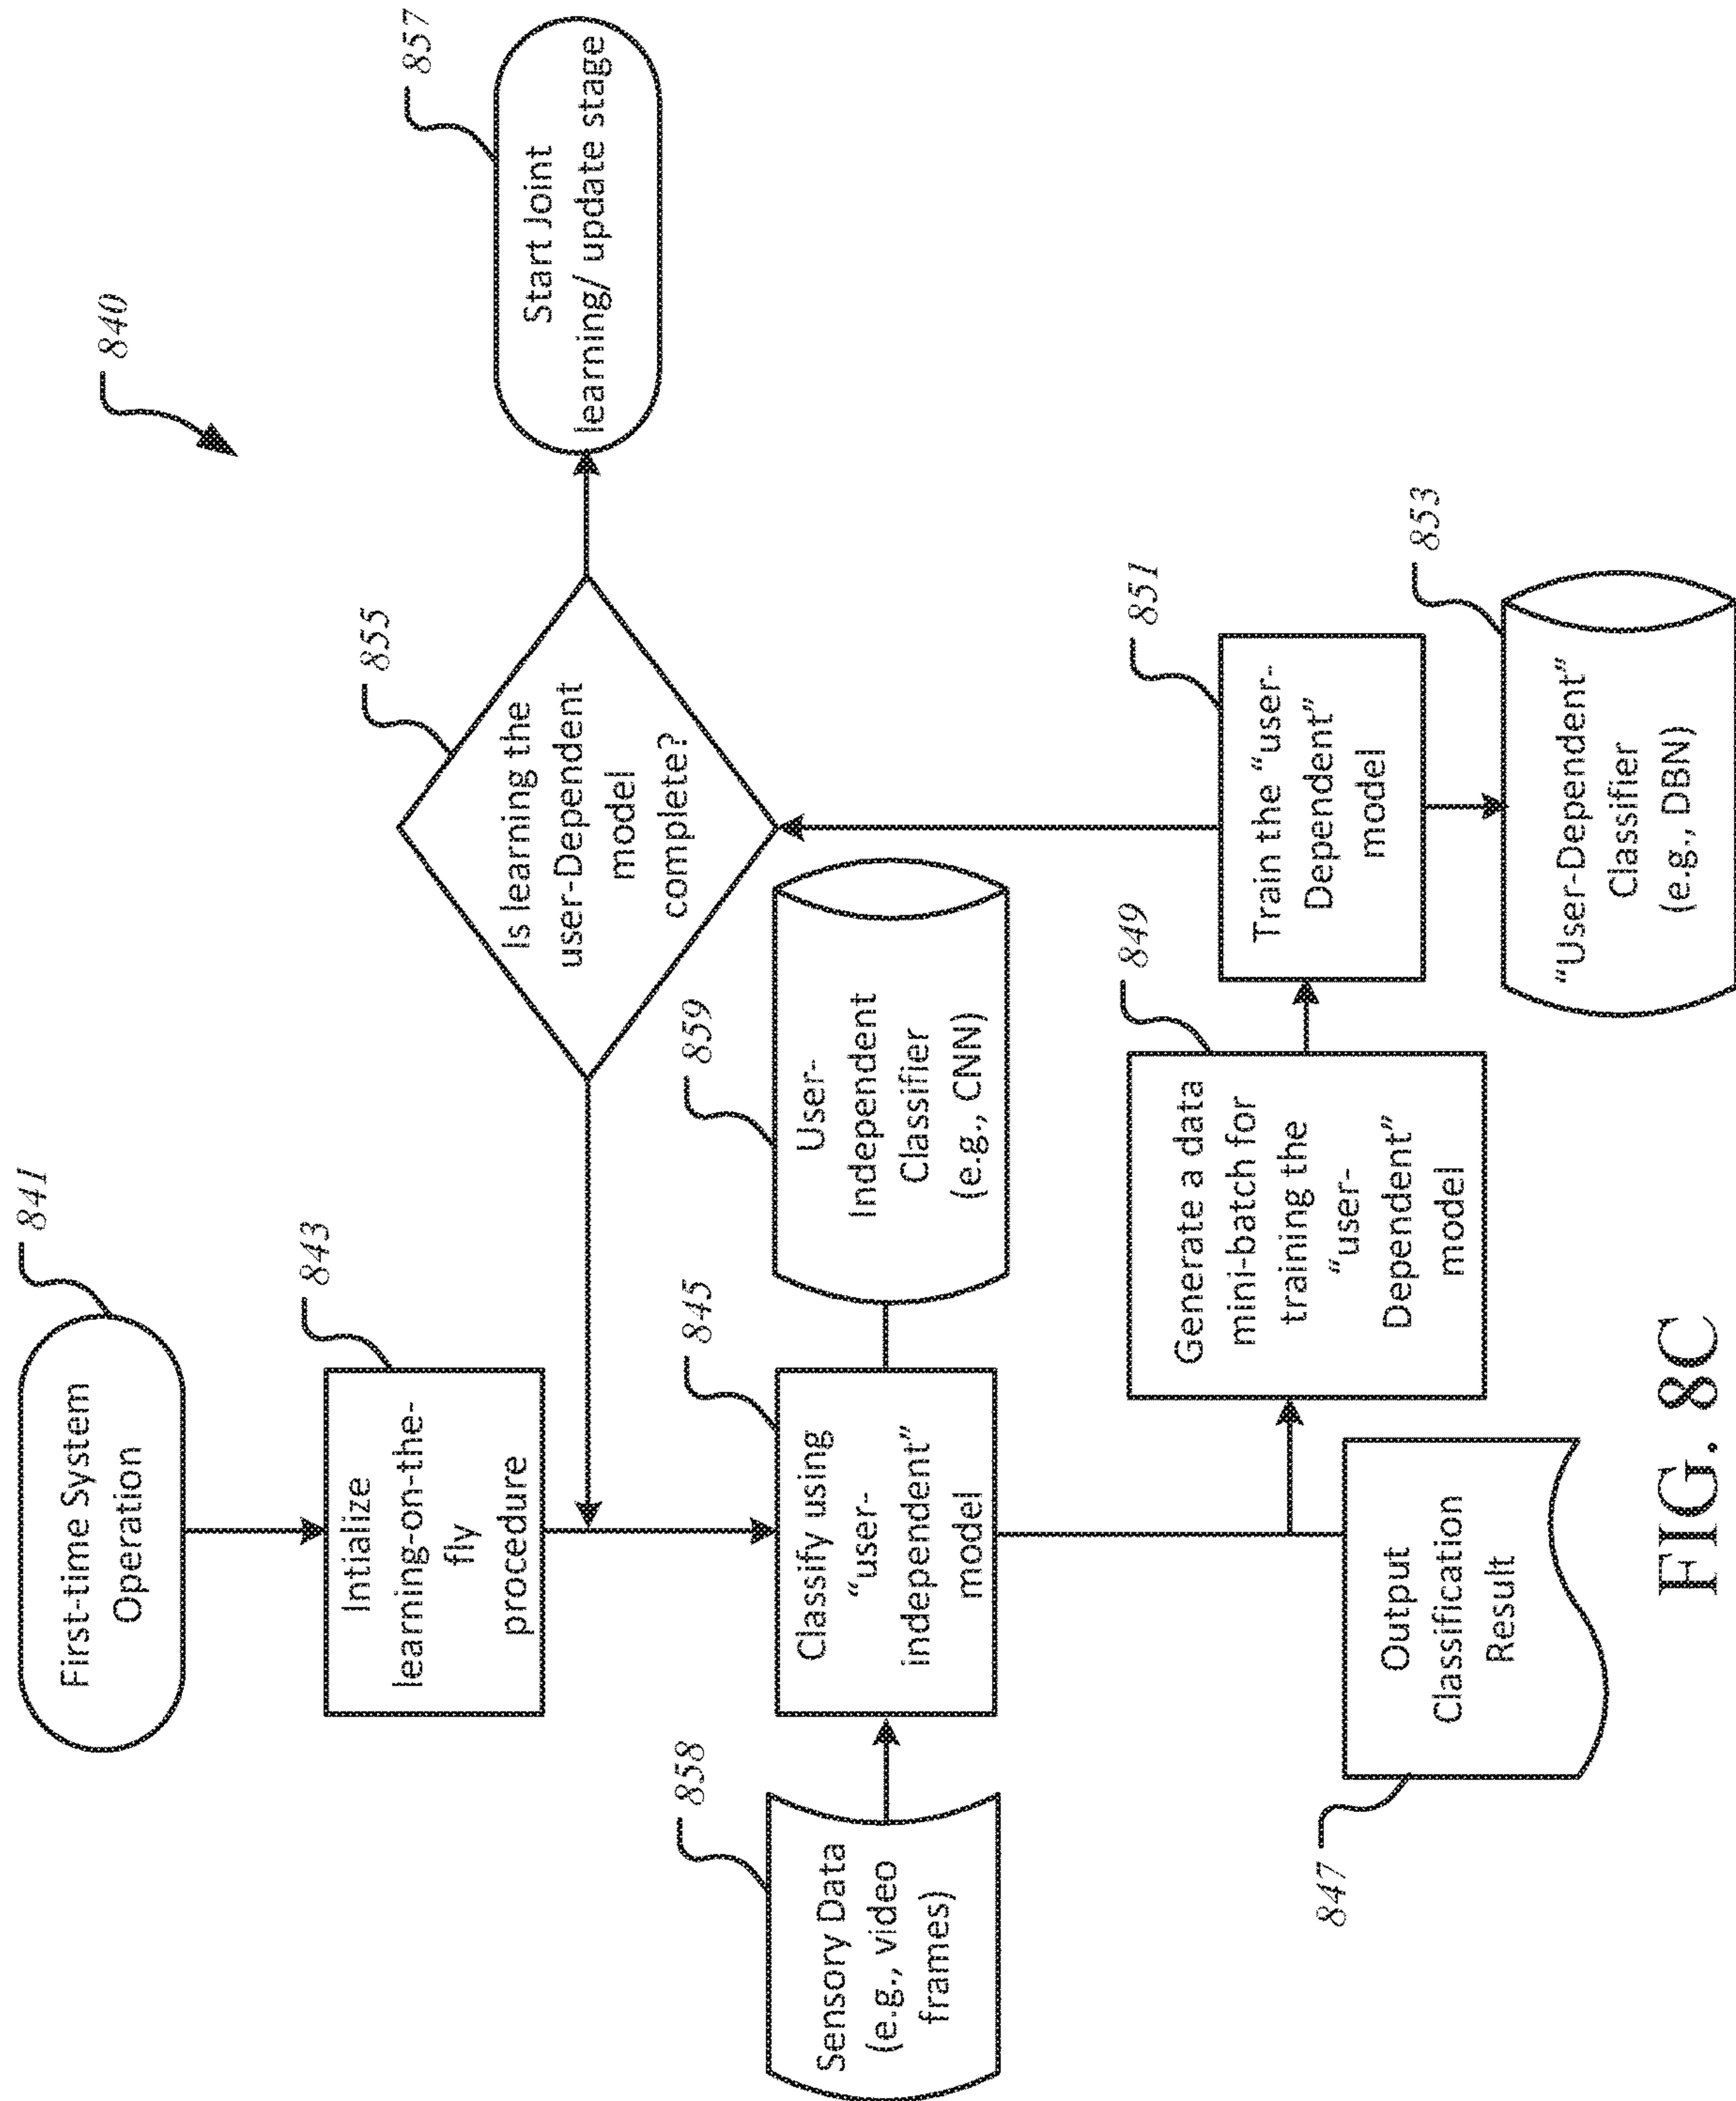 840
841
First-time System
Operation
843
Intialize
learning-on-the-
fly
procedure
855
Is learning the
user-Dependent
model
complete?
857
Start Joint
learning/ update stage
858
Sensory Data
(e.g., video
frames)
845
Classify using
“user-
independent”
model
859
User-
Independent
Classifier
(e.g., CNN)
847
Output
Classification
Result
849
Generate a data
mini-batch for
training the
“user-
Dependent”
model
851
Train the “user-
Dependent”
model
853
“User-Dependent”
Classifier
(e.g., DBN)
FIG. 8C